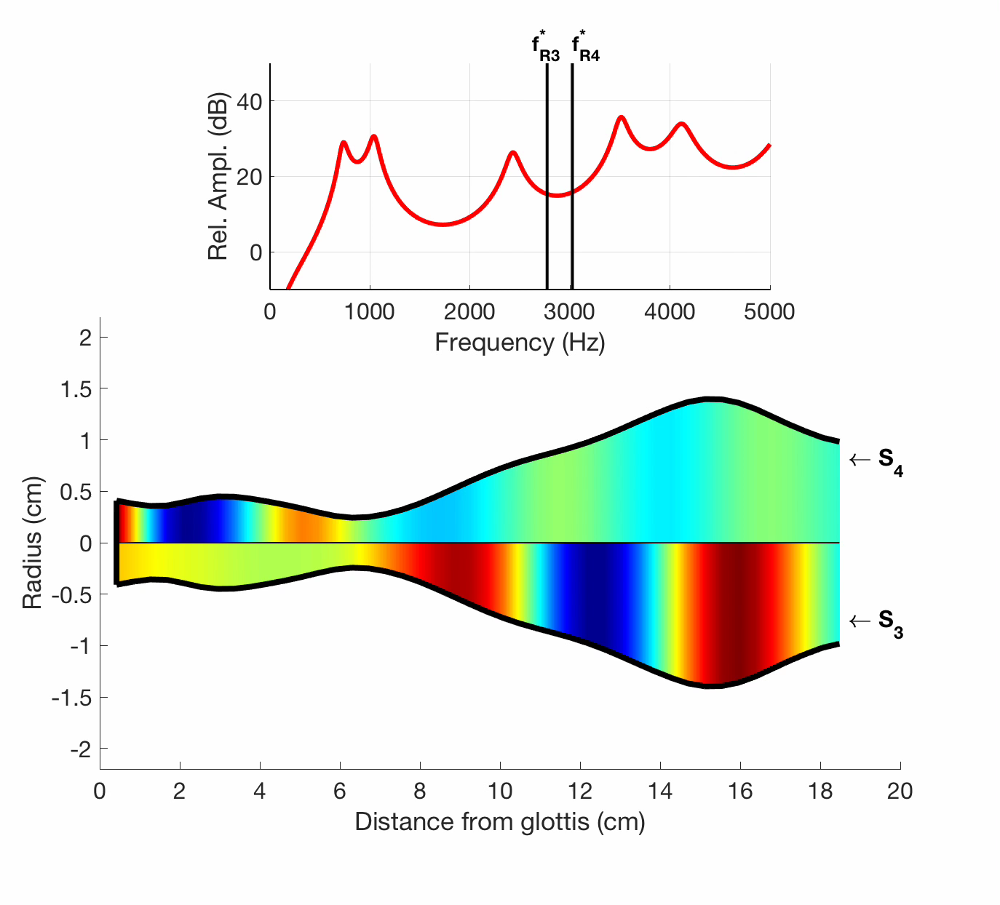 f*R3 f*R4
40
20
0
Rel. Ampl. (dB)
0 1000 2000 3000 4000 5000
Frequency (Hz)
2
1.5
1
0.5
0
-0.5
-1
-1.5
-2
Radius (cm)
← S4
← S3
0 2 4 6 8 10 12 14 16 18 20
Distance from glottis (cm)